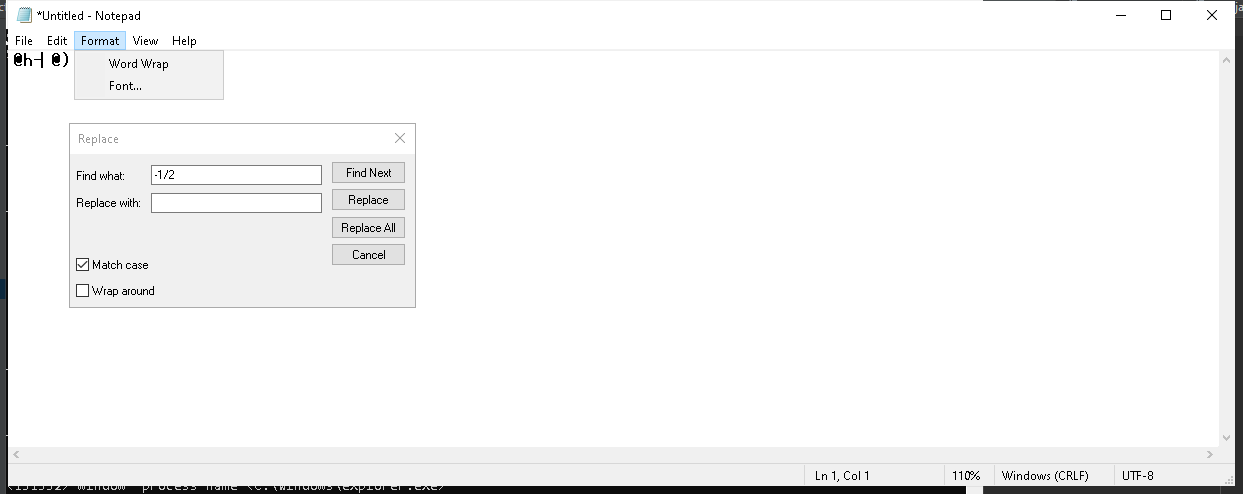 *Untitled - Notepad
File Edit Format View Help
@h-| @)
Word Wrap
Font...
Replace
Find what: -1/2 Find Next
Replace with: Replace
Replace All
Cancel
Match case
Wrap around
Ln 1, Col 1 110% Windows (CRLF) UTF-8
window process name <C:\Windows\explorer.exe>